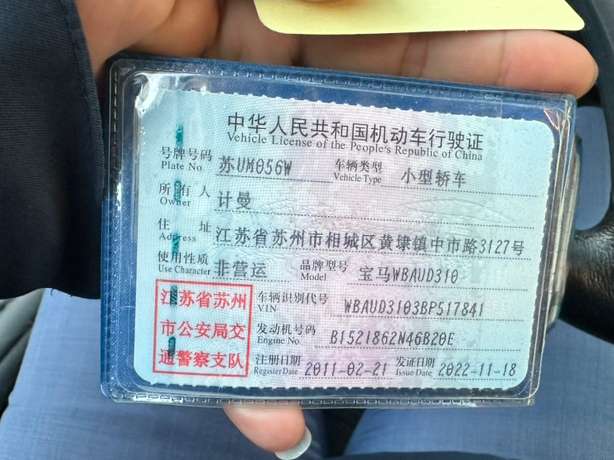 中华人民共和国机动车行驶证
Vehicle License of the People's Republic of China
号牌号码 苏UM056W 车辆类型 小型轿车
Plate No. Vehicle Type
所有人 计曼
Owner
住址 江苏省苏州市相城区黄埭镇中市路3127号
Address
使用性质 非营运 品牌型号 宝马WBAUD310
Use Character Model
江苏省苏州
市公安局交
通警察支队
车辆识别代号 WBAUD3103BP517841
VIN
发动机号码 B1521862N46B20E
Engine No.
注册日期 2011-02-21 发证日期 2022-11-18
Register Date Issue Date